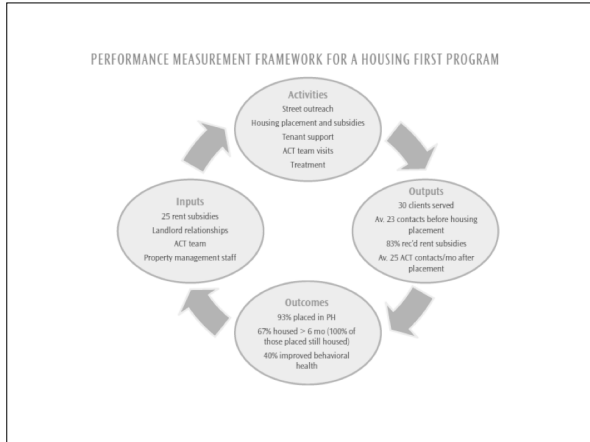 PERFORMANCE MEASUREMENT FRAMEWORK FOR A HOUSING FIRST PROGRAM
Activities
Street outreach
Housing placement and subsidies
Tenant support
ACT team visits
Treatment
Outputs
30 clients served
Av. 23 contacts before housing
placement
83% rec'd rent subsidies
Av. 25 ACT contacts/mo after
placement
Outcomes
93% placed in PH
67% housed > 6 mo (100% of
those placed still housed)
40% improved behavioral
health
Inputs
25 rent subsidies
Landlord relationships
ACT team
Property management staff